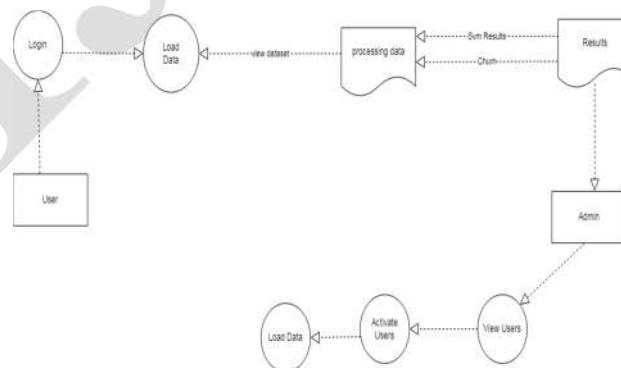 Login
Load
Data
view dataset
processing data
Svm Results
Churn
Results
User
Admin
Load Data
Activate
Users
View Users